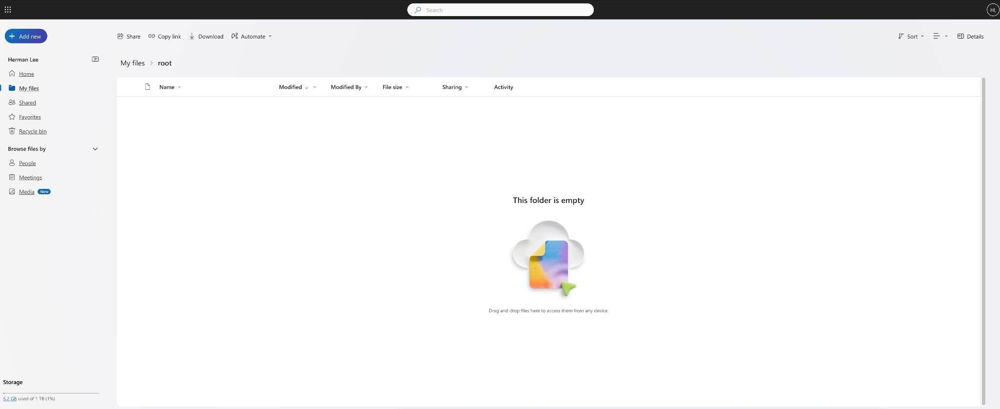 Search
HL
Add new
Share
Copy link
Download
Automate
Sort
Details
Herman Lee
Home
My files
Shared
Favorites
Recycle bin
Browse files by
People
Meetings
Media New
My files > root
Name
Modified
Modified By
File size
Sharing
Activity
This folder is empty
Drag and drop files here to access them from any device.
Storage
5.2 GB used of 1 TB (1%)